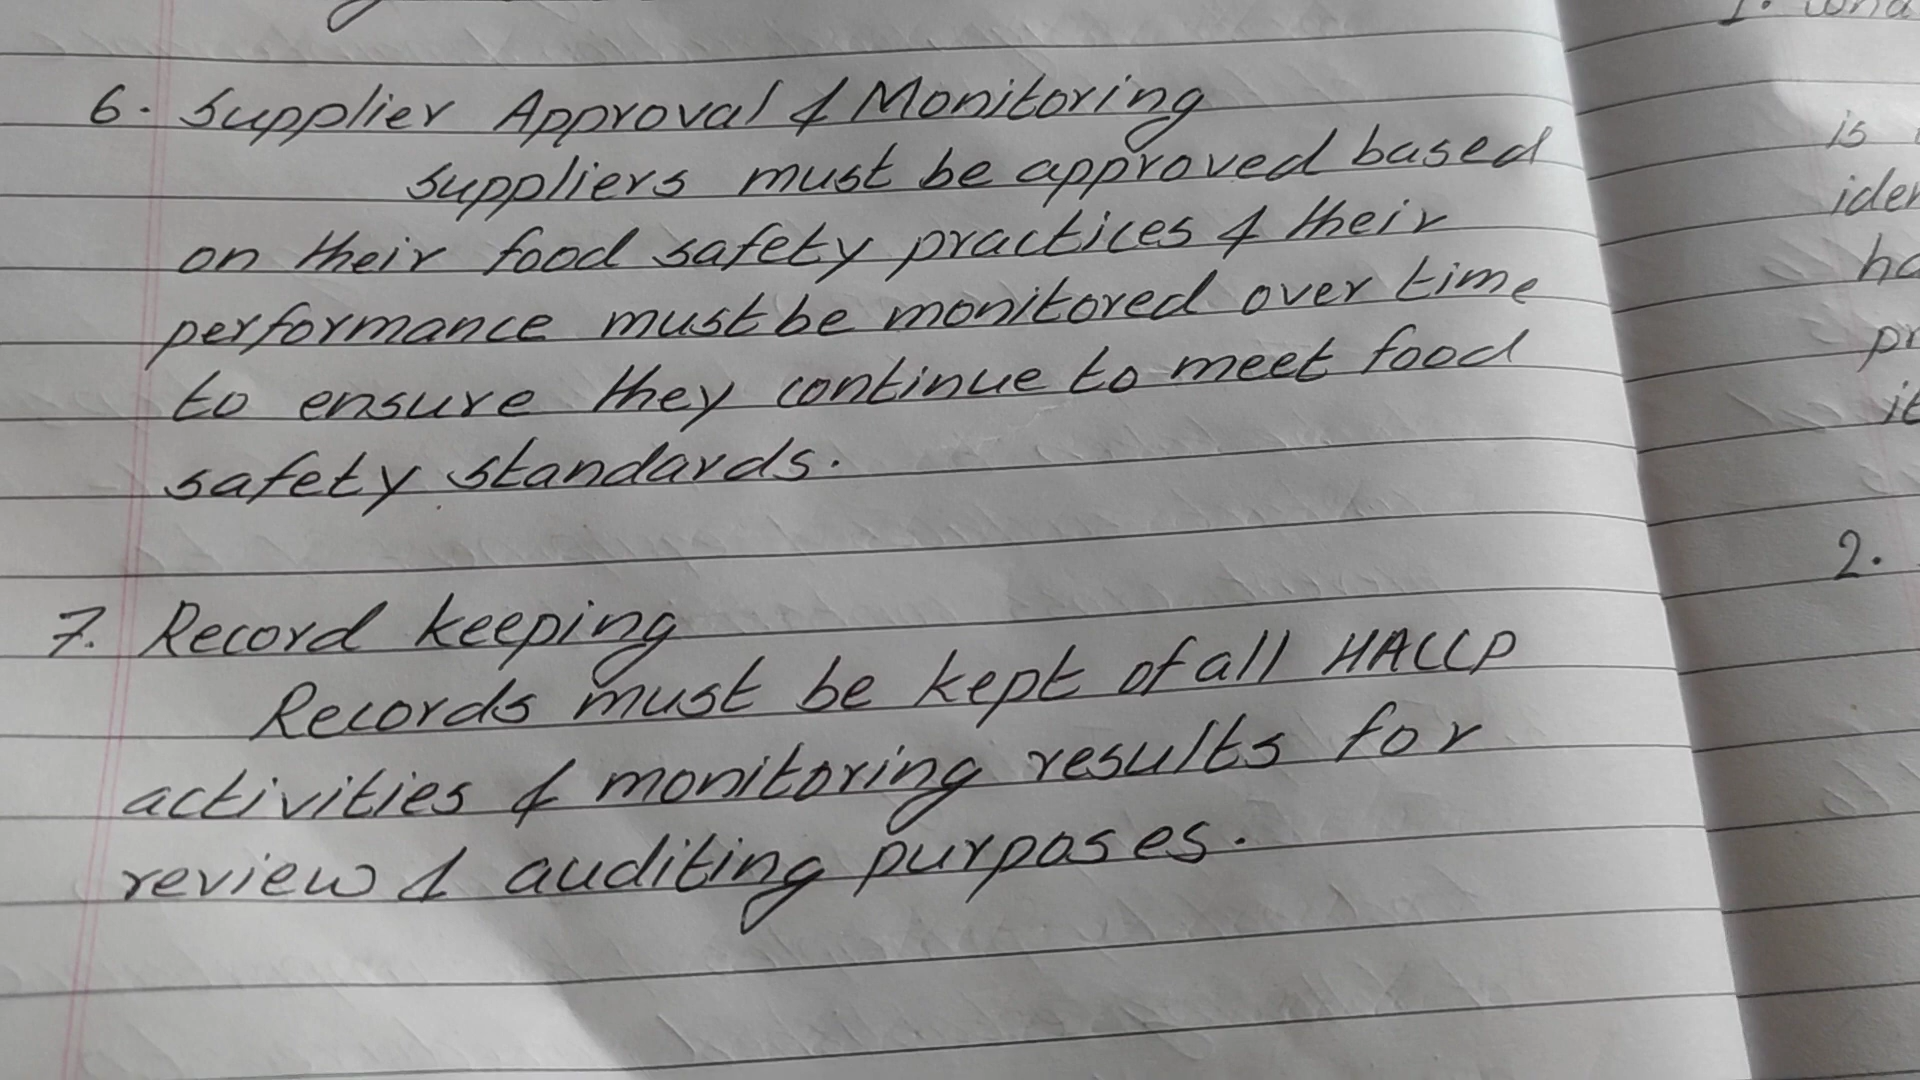 6. Supplier Approval & Monitoring
suppliers must be approved based
on their food safety practices & their
performance must be monitored over time
to ensure they continue to meet food
safety standards.
7. Record keeping
Records must be kept of all HACCP
activities & monitoring results for
review & auditing purposes.
1.
is
2.